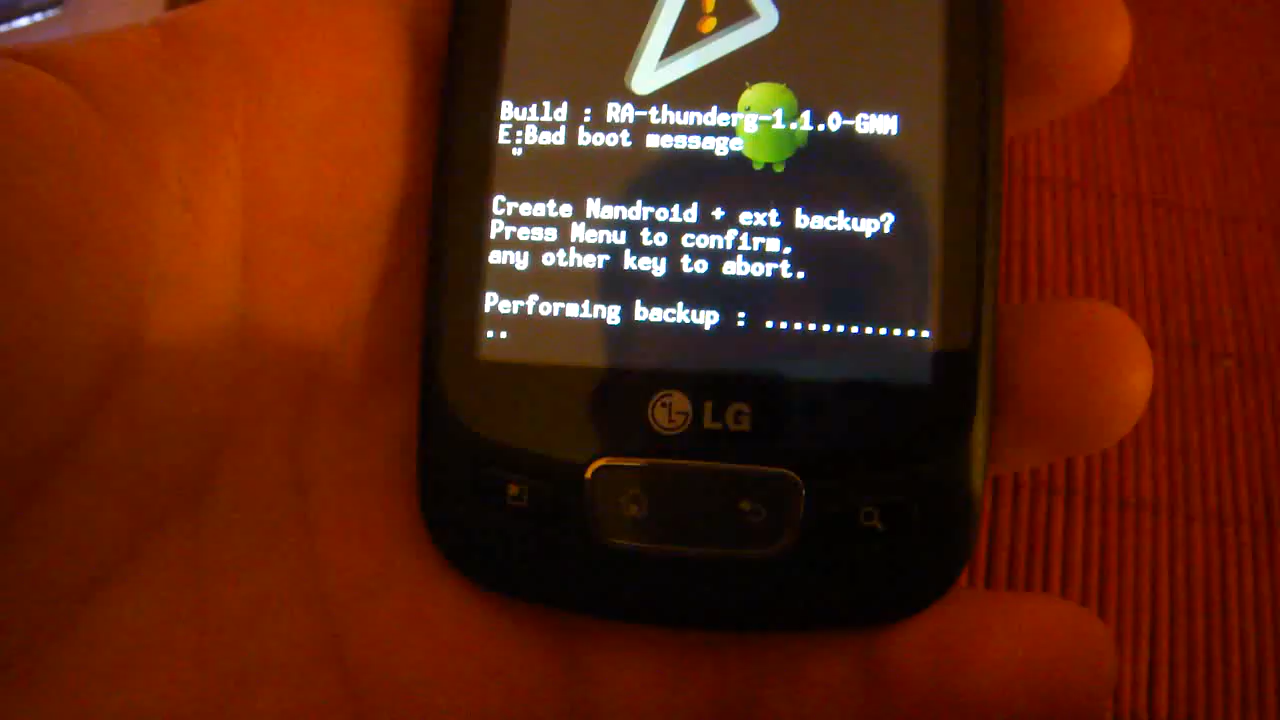 Build : RA-thunderg-1.1.0-GNM
E:Bad boot message
"
Create Nandroid + ext backup?
Press Menu to confirm,
any other key to abort.
Performing backup : ............
..
LG